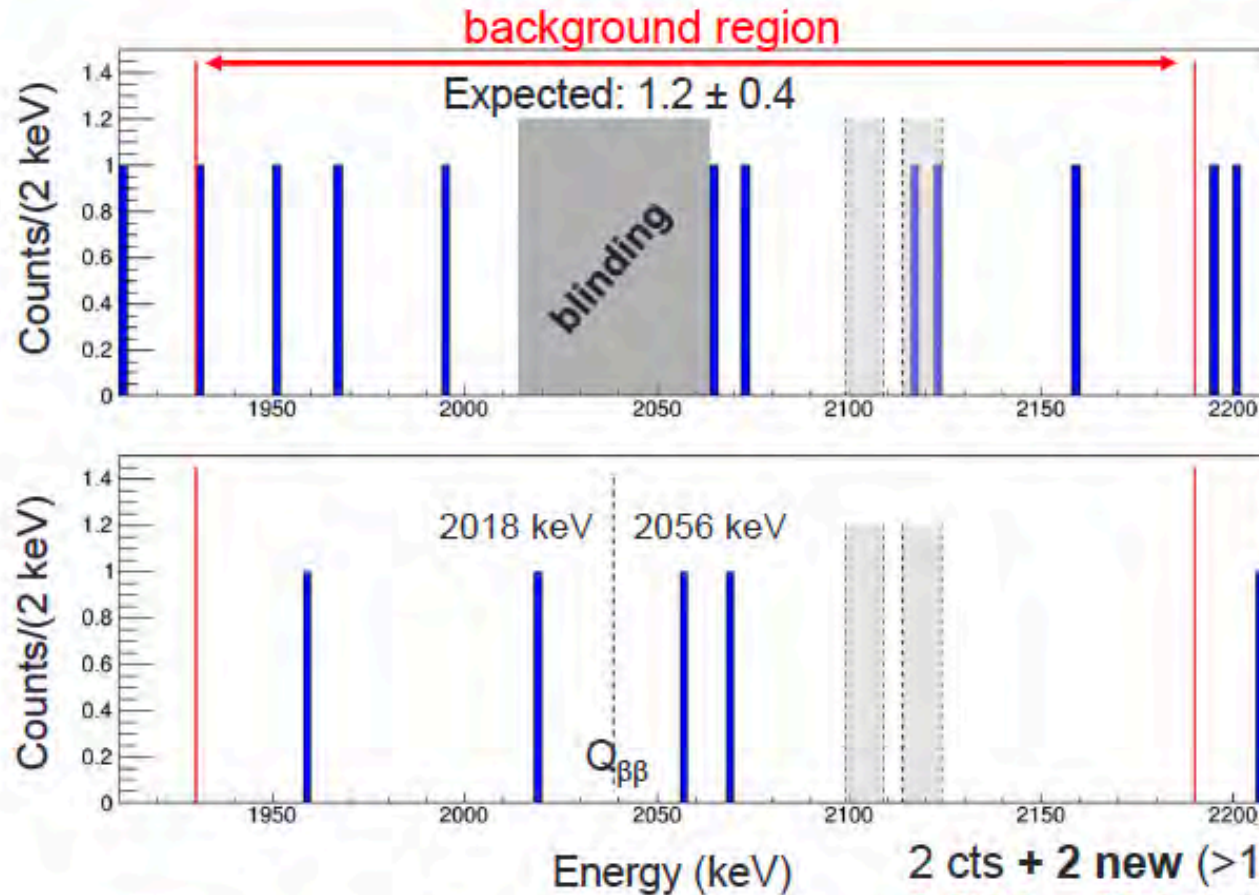 background region
Expected: 1.2 ± 0.4
Counts/(2 keV)
1.4
1.2
1
0.8
0.6
0.4
0.2
0
blinding
1950 2000 2050 2100 2150 2200
Counts/(2 keV)
1.4
1.2
1
0.8
0.6
0.4
0.2
0
2018 keV 2056 keV
Qββ
1950 2000 2050 2100 2150 2200
Energy (keV)
2 cts + 2 new (>1